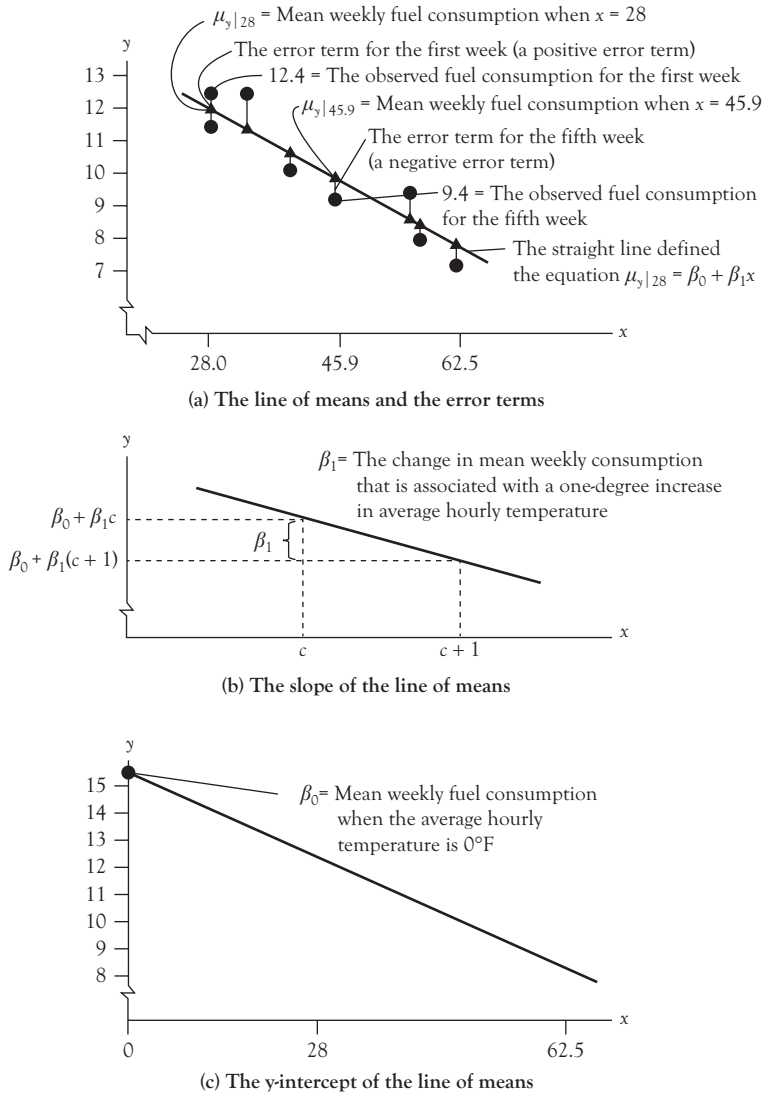 μy|28 = Mean weekly fuel consumption when x = 28
y
The error term for the first week (a positive error term)
13
12.4 = The observed fuel consumption for the first week
12
μy|45.9 = Mean weekly fuel consumption when x = 45.9
11
The error term for the fifth week
(a negative error term)
10
9
9.4 = The observed fuel consumption
for the fifth week
8
The straight line defined
the equation μy|28 = β0 + β1x
7
x
28.0 45.9 62.5
(a) The line of means and the error terms
y
β1= The change in mean weekly consumption
that is associated with a one-degree increase
in average hourly temperature
β0 + β1c
β1
β0 + β1(c + 1)
x
c c + 1
(b) The slope of the line of means
y
15
β0= Mean weekly fuel consumption
when the average hourly
temperature is 0°F
14
13
12
11
10
9
8
x
0 28 62.5
(c) The y-intercept of the line of means